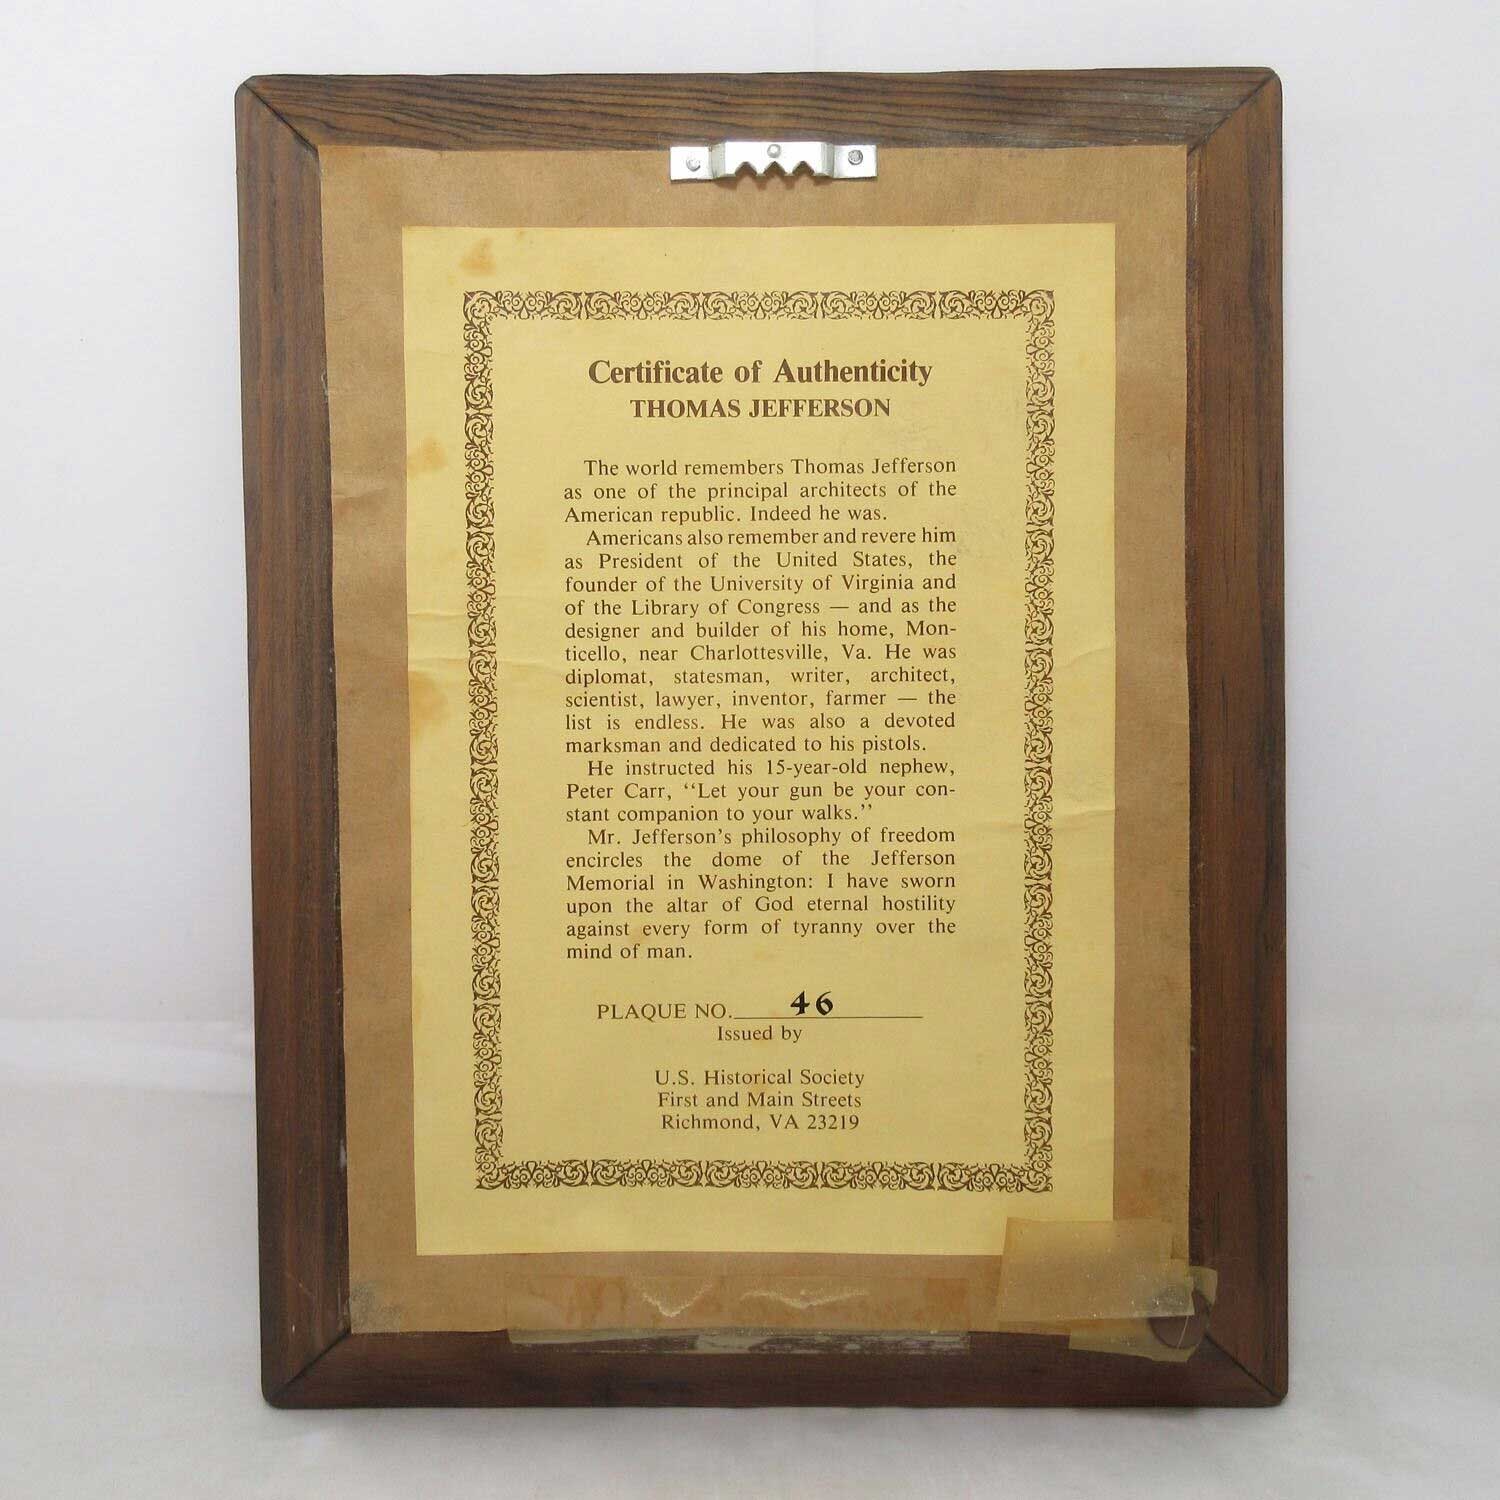 Certificate of Authenticity
THOMAS JEFFERSON
The world remembers Thomas Jefferson
as one of the principal architects of the
American republic. Indeed he was.
Americans also remember and revere him
as President of the United States, the
founder of the University of Virginia and
of the Library of Congress — and as the
designer and builder of his home, Mon-
ticello, near Charlottesville, Va. He was
diplomat, statesman, writer, architect,
scientist, lawyer, inventor, farmer — the
list is endless. He was also a devoted
marksman and dedicated to his pistols.
He instructed his 15-year-old nephew,
Peter Carr, “Let your gun be your con-
stant companion to your walks.”
Mr. Jefferson’s philosophy of freedom
encircles the dome of the Jefferson
Memorial in Washington: I have sworn
upon the altar of God eternal hostility
against every form of tyranny over the
mind of man.
PLAQUE NO. 46
Issued by
U.S. Historical Society
First and Main Streets
Richmond, VA 23219